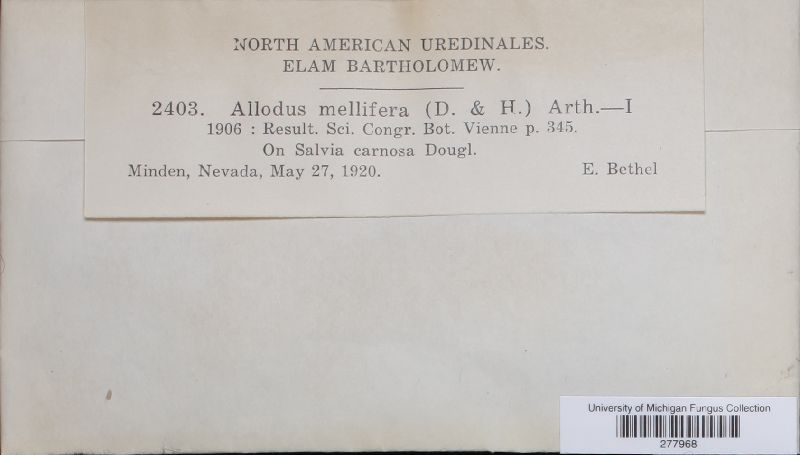 NORTH AMERICAN UREDINALES.
ELAM BARTHOLOMEW.
2403. Allodus mellifera (D. & H.) Arth.—I
1906 : Result. Sci. Congr. Bot. Vienne p. 345.
On Salvia carnosa Dougl.
Minden, Nevada, May 27, 1920. E. Bethel
University of Michigan Fungus Collection
277968